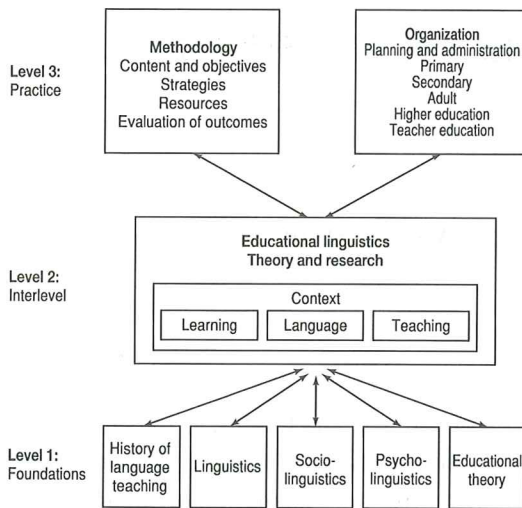 Level 3:
Practice
Methodology
Content and objectives
Strategies
Resources
Evaluation of outcomes
Organization
Planning and administration
Primary
Secondary
Adult
Higher education
Teacher education
Level 2:
Interlevel
Educational linguistics
Theory and research
Context
Learning
Language
Teaching
Level 1:
Foundations
History of
language
teaching
Linguistics
Socio-
linguistics
Psycho-
linguistics
Educational
theory